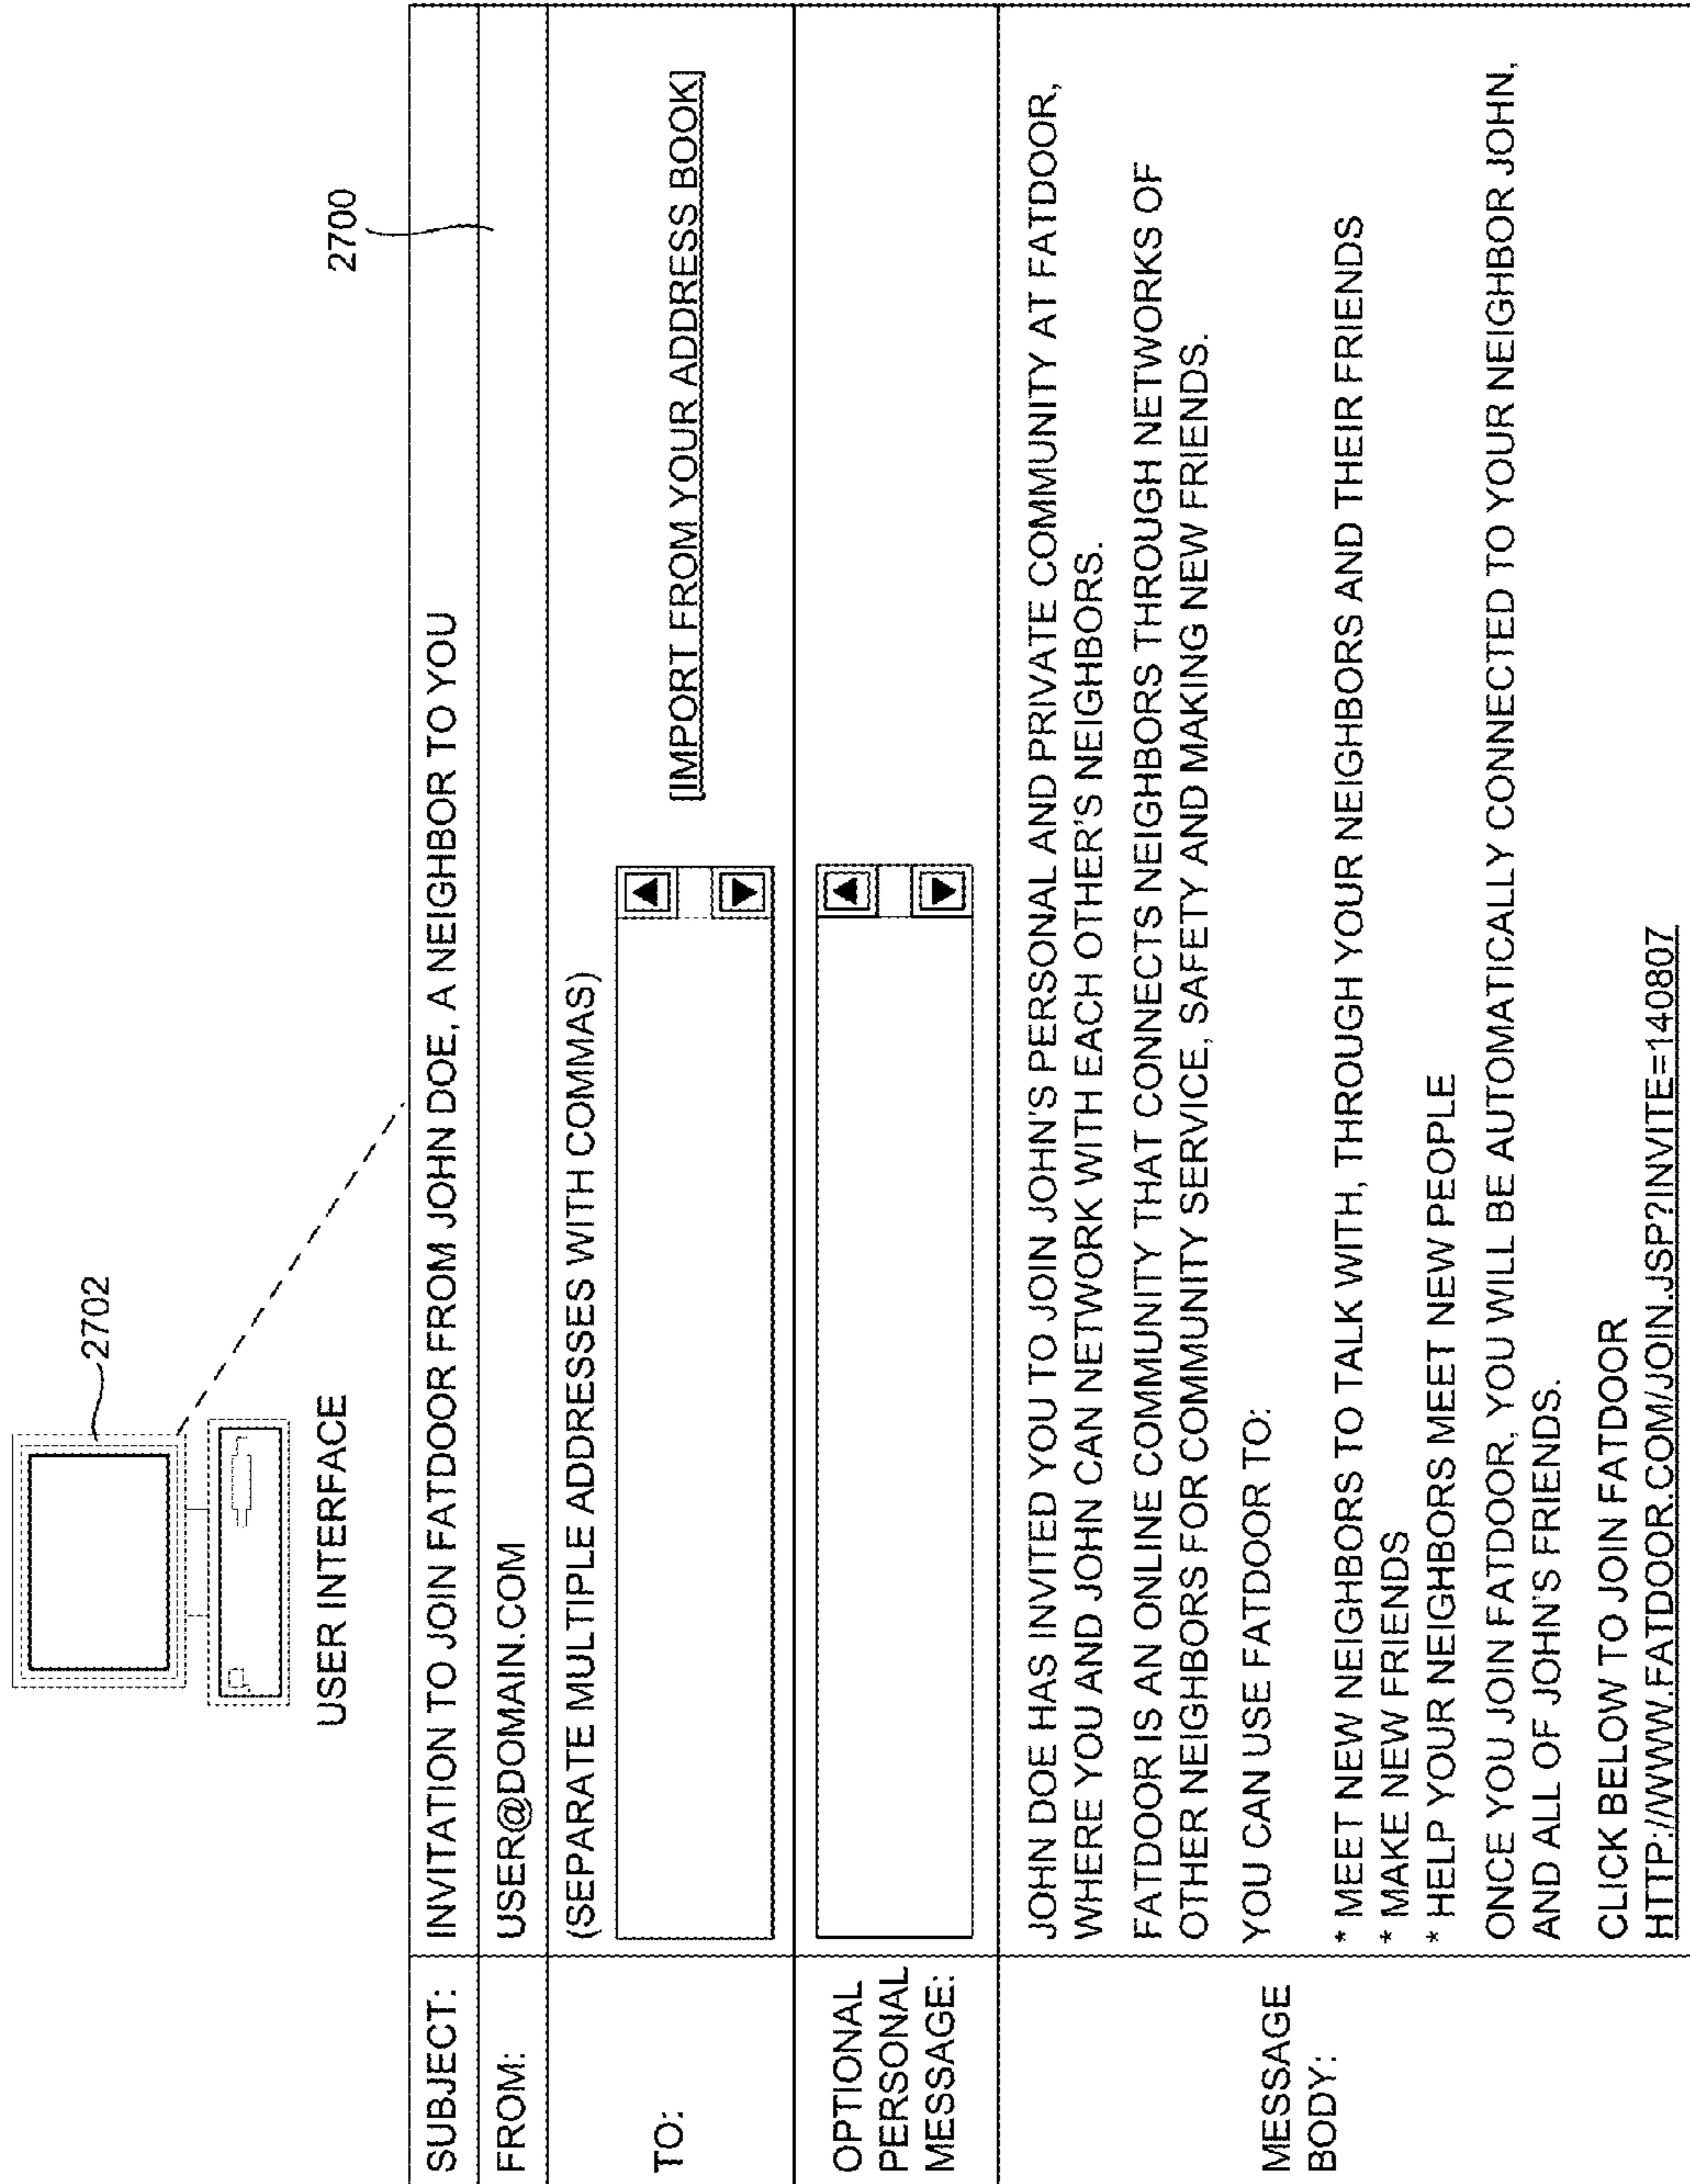 2702
USER INTERFACE
2700
SUBJECT: INVITATION TO JOIN FATDOOR FROM JOHN DOE, A NEIGHBOR TO YOU
FROM: USER@DOMAIN.COM
TO: (SEPARATE MULTIPLE ADDRESSES WITH COMMAS)
[IMPORT FROM YOUR ADDRESS BOOK]
OPTIONAL
PERSONAL
MESSAGE:
MESSAGE
BODY:
JOHN DOE HAS INVITED YOU TO JOIN JOHN'S PERSONAL AND PRIVATE COMMUNITY AT FATDOOR,
WHERE YOU AND JOHN CAN NETWORK WITH EACH OTHER'S NEIGHBORS.
FATDOOR IS AN ONLINE COMMUNITY THAT CONNECTS NEIGHBORS THROUGH NETWORKS OF
OTHER NEIGHBORS FOR COMMUNITY SERVICE, SAFETY AND MAKING NEW FRIENDS.
YOU CAN USE FATDOOR TO:
* MEET NEW NEIGHBORS TO TALK WITH, THROUGH YOUR NEIGHBORS AND THEIR FRIENDS
* MAKE NEW FRIENDS
* HELP YOUR NEIGHBORS MEET NEW PEOPLE
ONCE YOU JOIN FATDOOR, YOU WILL BE AUTOMATICALLY CONNECTED TO YOUR NEIGHBOR JOHN,
AND ALL OF JOHN'S FRIENDS.
CLICK BELOW TO JOIN FATDOOR
HTTP://WWW.FATDOOR.COM/JOIN.JSP?INVITE=140807